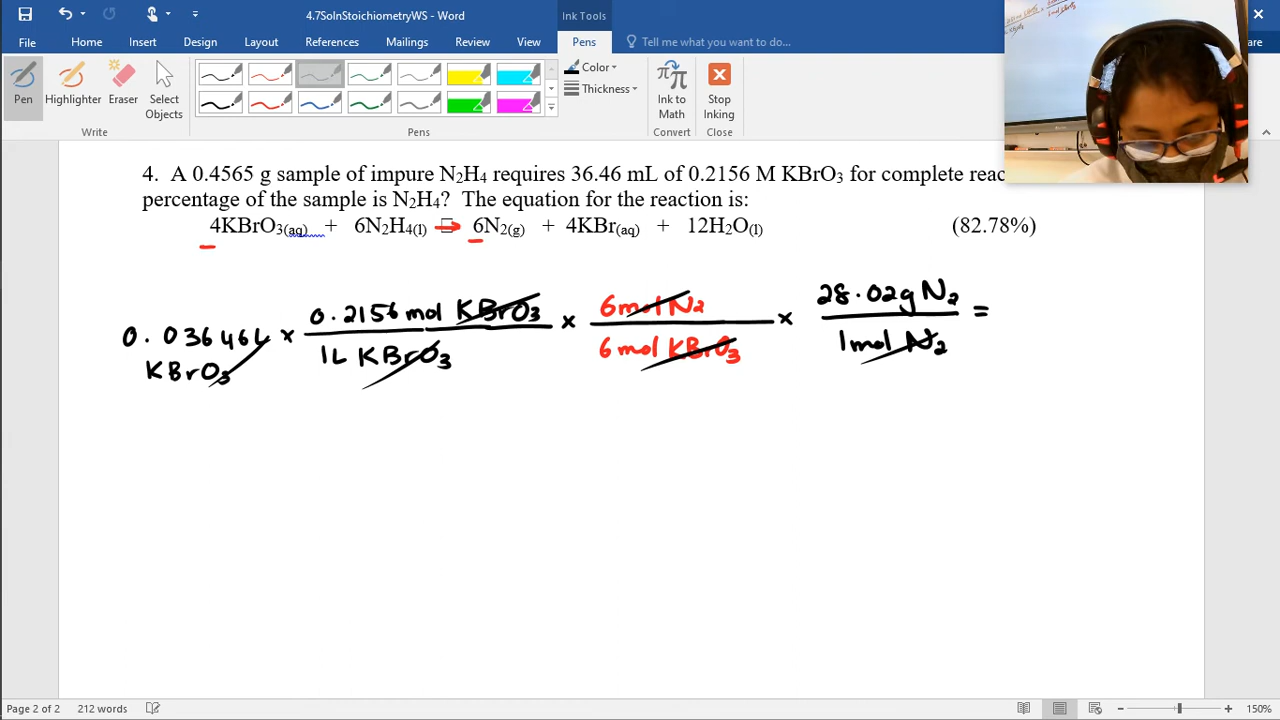 4.7SolnStoichiometryWS - Word
Ink Tools
File
Home
Insert
Design
Layout
References
Mailings
Review
View
Pens
Tell me what you want to do...
are
Pen
Highlighter
Eraser
Select Objects
Color
Thickness
Ink to Math
Stop Inking
Write
Pens
Convert
Close
4. A 0.4565 g sample of impure N2H4 requires 36.46 mL of 0.2156 M KBrO3 for complete reac
percentage of the sample is N2H4? The equation for the reaction is:
4KBrO3(aq) + 6N2H4(l) → 6N2(g) + 4KBr(aq) + 12H2O(l) (82.78%)
0.03646L KBrO3 × 0.2156 mol KBrO3 / 1L KBrO3 × 6mol N2 / 6 mol KBrO3 × 28.02g N2 / 1mol N2 =
Page 2 of 2
212 words
150%